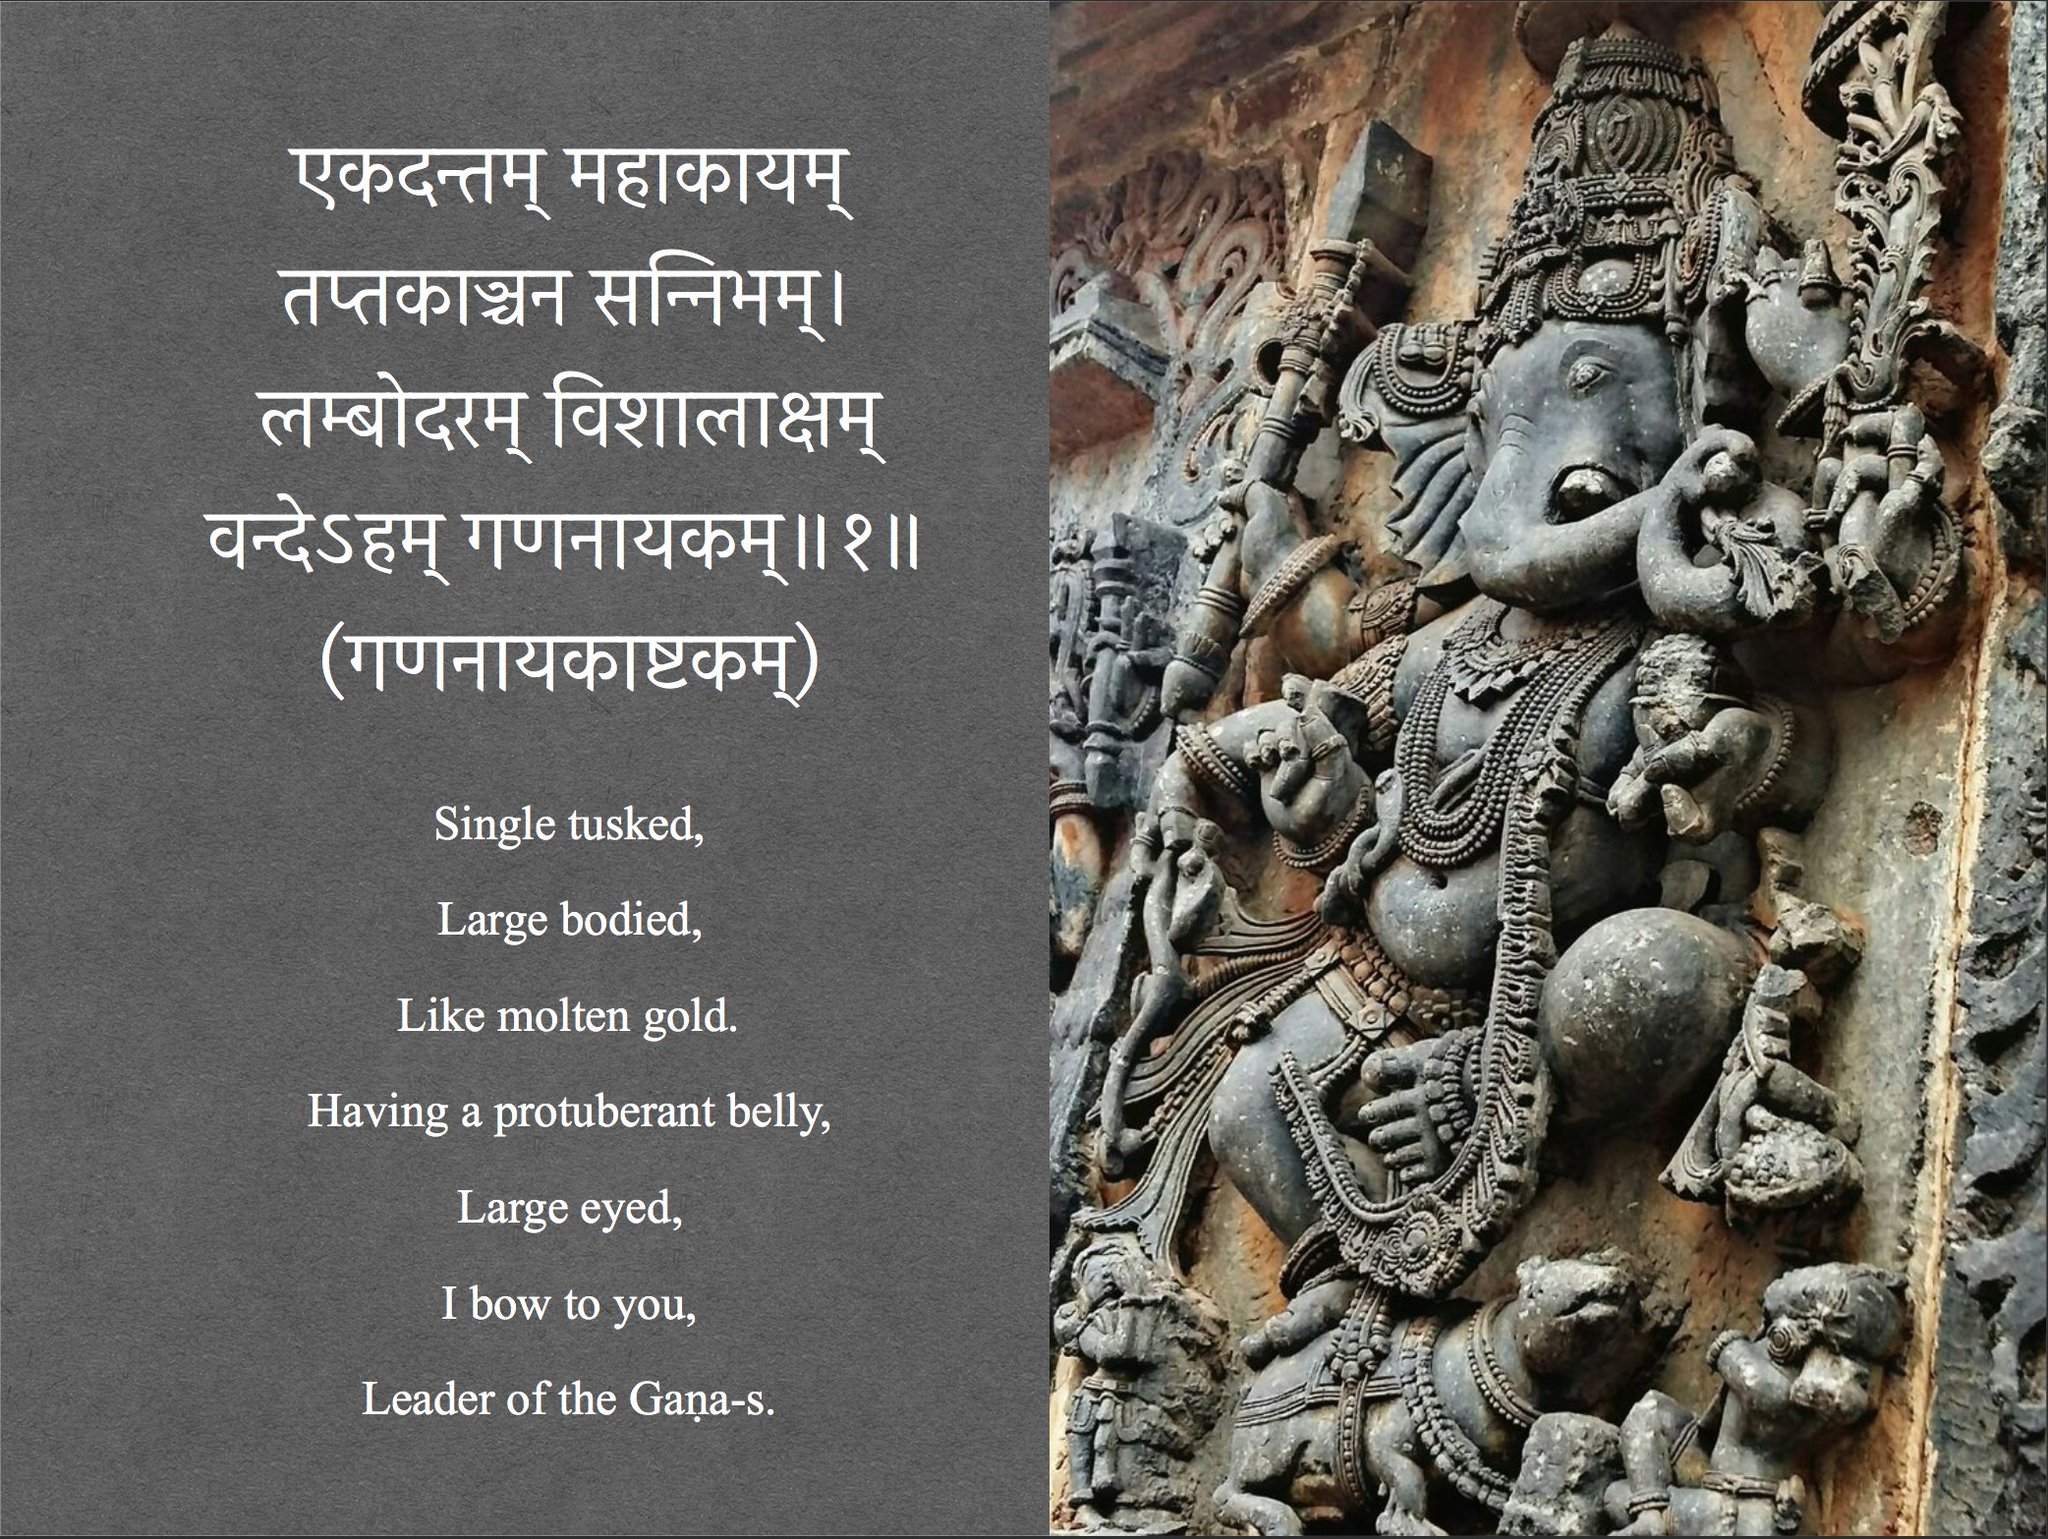 एकदन्तम् महाकायम्
तप्तकाञ्चन सन्निभम्।
लम्बोदरम् विशालाक्षम्
वन्देऽहम् गणनायकम्॥१॥
(गणनायकाष्टकम्)
Single tusked,
Large bodied,
Like molten gold.
Having a protuberant belly,
Large eyed,
I bow to you,
Leader of the Gaṇa-s.